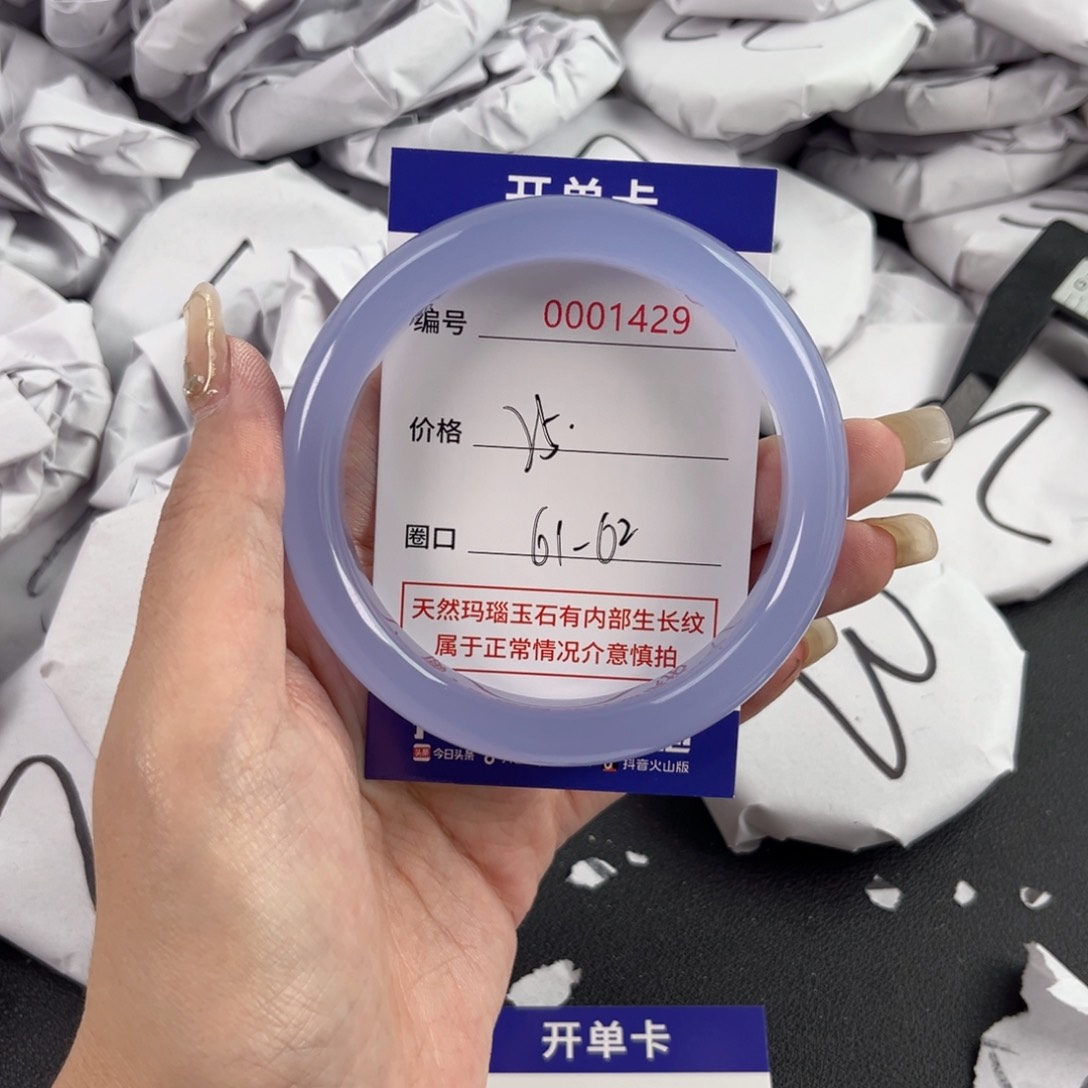 开单卡
编号 0001429
价格
圈口 61-62
天然玛瑙玉石有内部生长纹
属于正常情况介意慎拍
头条 今日头条
抖音火山版
开单卡